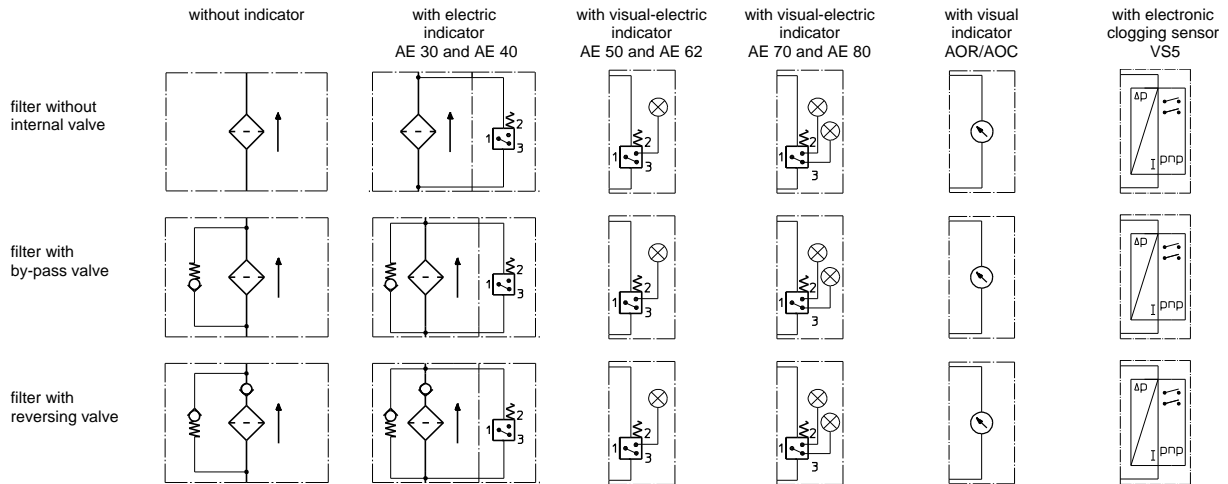 without indicator
with electric
indicator
AE 30 and AE 40
with visual-electric
indicator
AE 50 and AE 62
with visual-electric
indicator
AE 70 and AE 80
with visual
indicator
AOR/AOC
with electronic
clogging sensor
VS5
filter without
internal valve
1
2
3
1
2
3
1
2
3
Δp
I pnp
filter with
by-pass valve
1
2
3
1
2
3
1
2
3
Δp
I pnp
filter with
reversing valve
1
2
3
1
2
3
1
2
3
Δp
I pnp